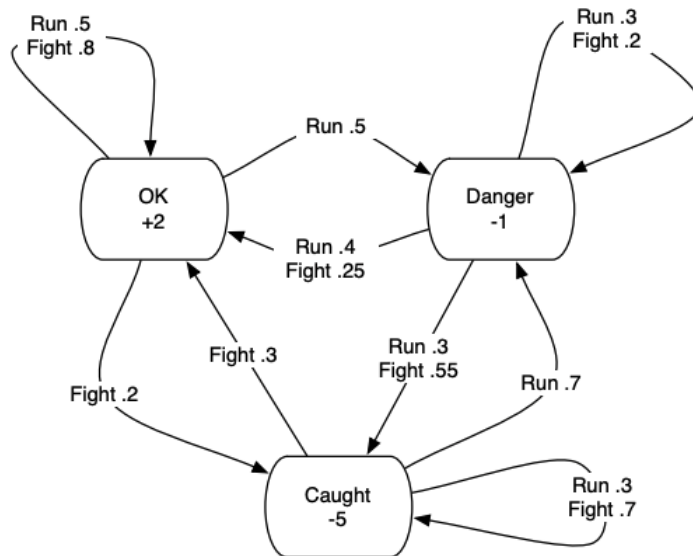 Run .5
Fight .8
Run .3
Fight .2
Run .5
OK
+2
Danger
-1
Run .4
Fight .25
Fight .3
Run .3
Fight .55
Fight .2
Run .7
Caught
-5
Run .3
Fight .7